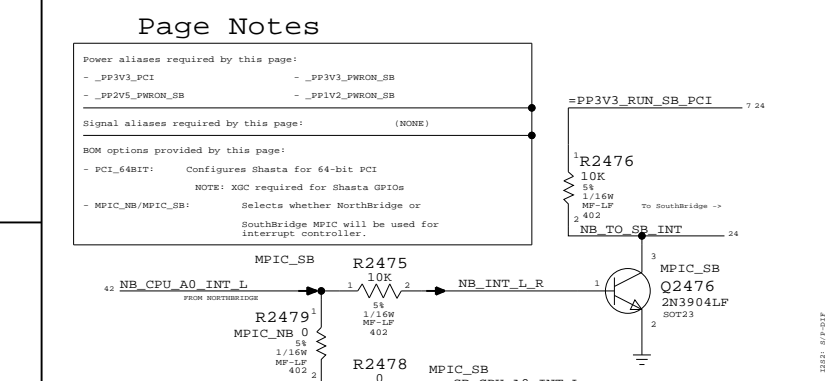 Page Notes
Power aliases required by this page:
- _PP3V3_PCI - _PP3V3_PWRON_SB
- _PP2V5_PWRON_SB - _PP1V2_PWRON_SB
Signal aliases required by this page: (NONE)
BOM options provided by this page:
- PCI_64BIT: Configures Shasta for 64-bit PCI
NOTE: XGC required for Shasta GPIOs
- MPIC_NB/MPIC_SB: Selects whether NorthBridge or
SouthBridge MPIC will be used for
interrupt controller.
=PP3V3_RUN_SB_PCI 7 24
1 R2476
10K
5%
1/16W
MF-LF
402
2
To SouthBridge ->
NB_TO_SB_INT 24
MPIC_SB
R2475
10K
42 NB_CPU_A0_INT_L 1 2 NB_INT_L_R 1
FROM NORTHBRIDGE
5%
1/16W
MF-LF
402
3
MPIC_SB
Q2476
2N3904LF
SOT23
2
R2479 1
MPIC_NB 0
5%
1/16W
MF-LF
402
2
R2478
0
MPIC_SB
I2S2: S/P-DIF